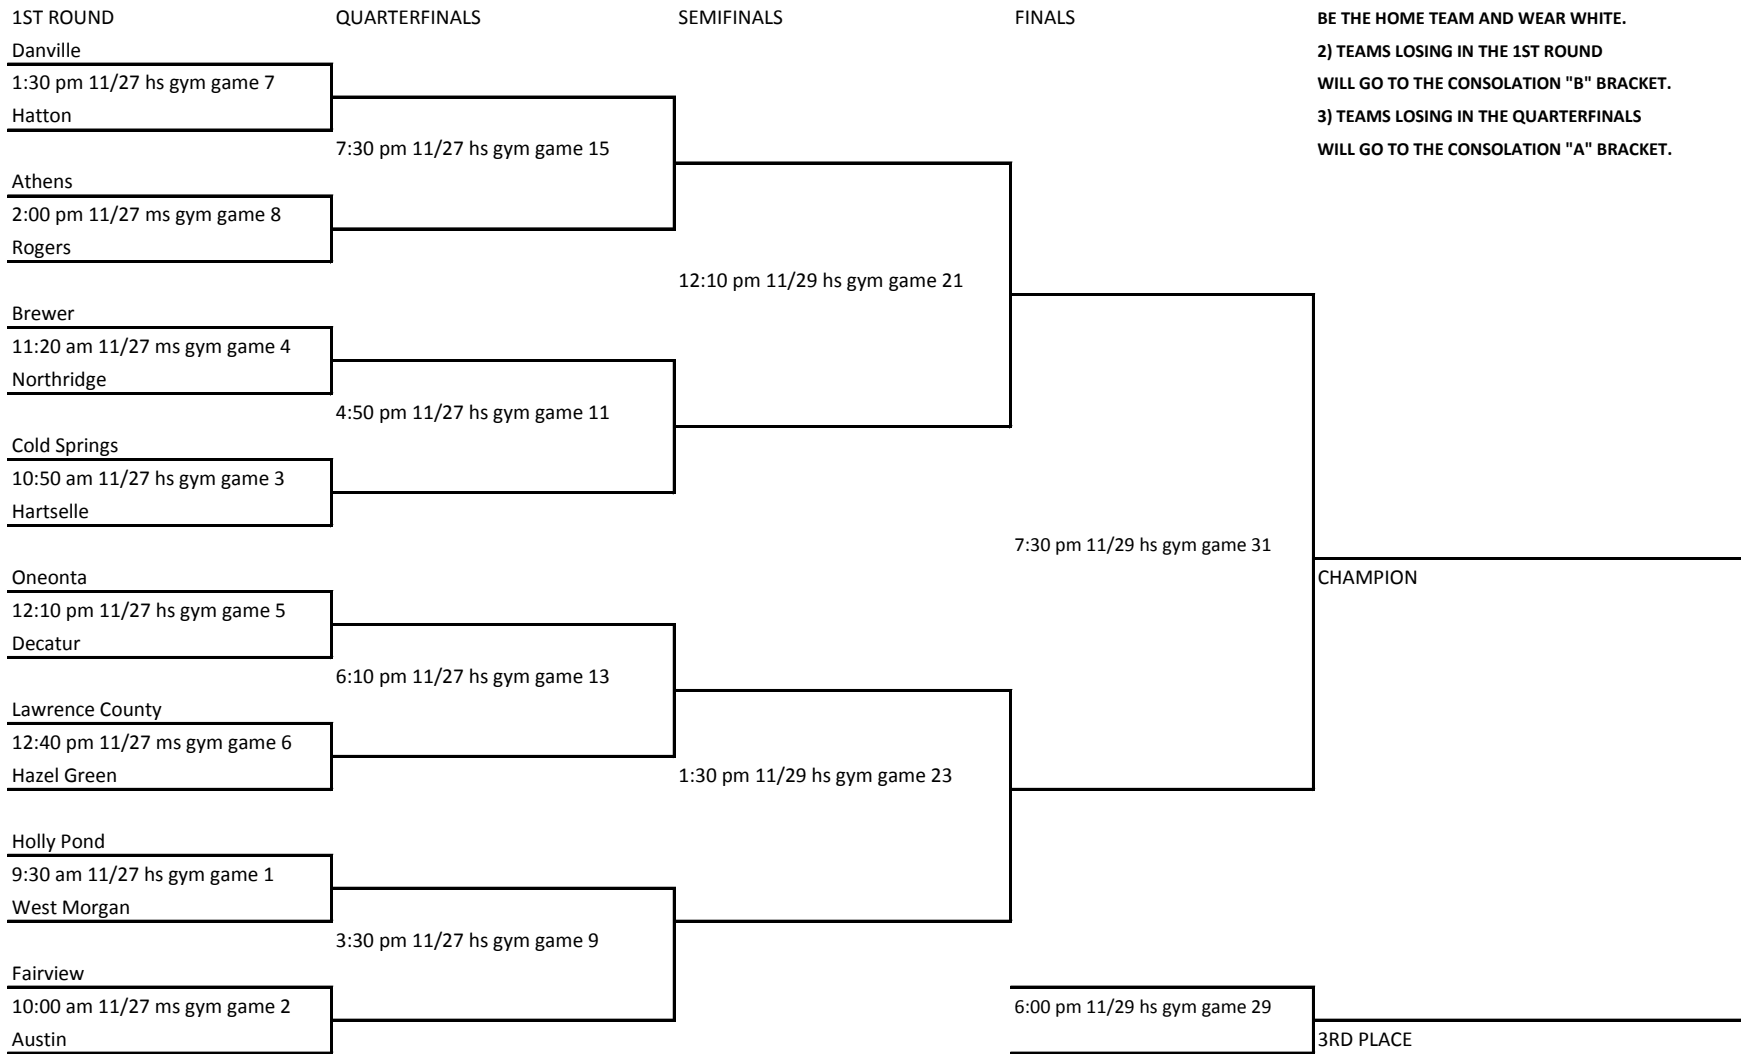 1ST ROUND
QUARTERFINALS
SEMIFINALS
FINALS
BE THE HOME TEAM AND WEAR WHITE.
2) TEAMS LOSING IN THE 1ST ROUND
WILL GO TO THE CONSOLATION "B" BRACKET.
3) TEAMS LOSING IN THE QUARTERFINALS
WILL GO TO THE CONSOLATION "A" BRACKET.
Danville
1:30 pm 11/27 hs gym game 7
Hatton
7:30 pm 11/27 hs gym game 15
Athens
2:00 pm 11/27 ms gym game 8
Rogers
12:10 pm 11/29 hs gym game 21
Brewer
11:20 am 11/27 ms gym game 4
Northridge
4:50 pm 11/27 hs gym game 11
Cold Springs
10:50 am 11/27 hs gym game 3
Hartselle
7:30 pm 11/29 hs gym game 31
CHAMPION
Oneonta
12:10 pm 11/27 hs gym game 5
Decatur
6:10 pm 11/27 hs gym game 13
Lawrence County
12:40 pm 11/27 ms gym game 6
Hazel Green
1:30 pm 11/29 hs gym game 23
Holly Pond
9:30 am 11/27 hs gym game 1
West Morgan
3:30 pm 11/27 hs gym game 9
Fairview
10:00 am 11/27 ms gym game 2
Austin
6:00 pm 11/29 hs gym game 29
3RD PLACE